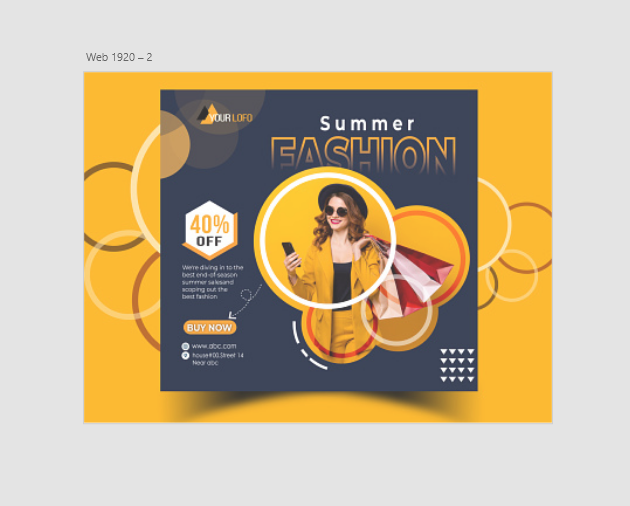 Web 1920 – 2
YOUR LOFO
Summer
FASHION
40%
OFF
We're diving in to the
best end-of-season
summer salesand
scoping out the
best fashion
BUY NOW
www.abc.com
house#00.Street 14
Near abc